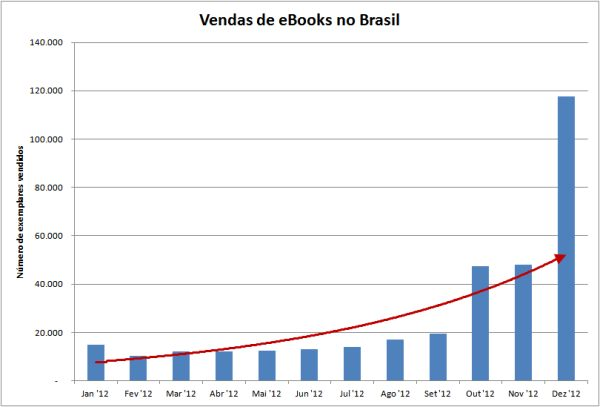 Vendas de eBooks no Brasil
Número de exemplares vendidos
140.000
120.000
100.000
80.000
60.000
40.000
20.000
-
Jan '12 Fev '12 Mar '12 Abr '12 Mai '12 Jun '12 Jul '12 Ago '12 Set '12 Out '12 Nov '12 Dez '12